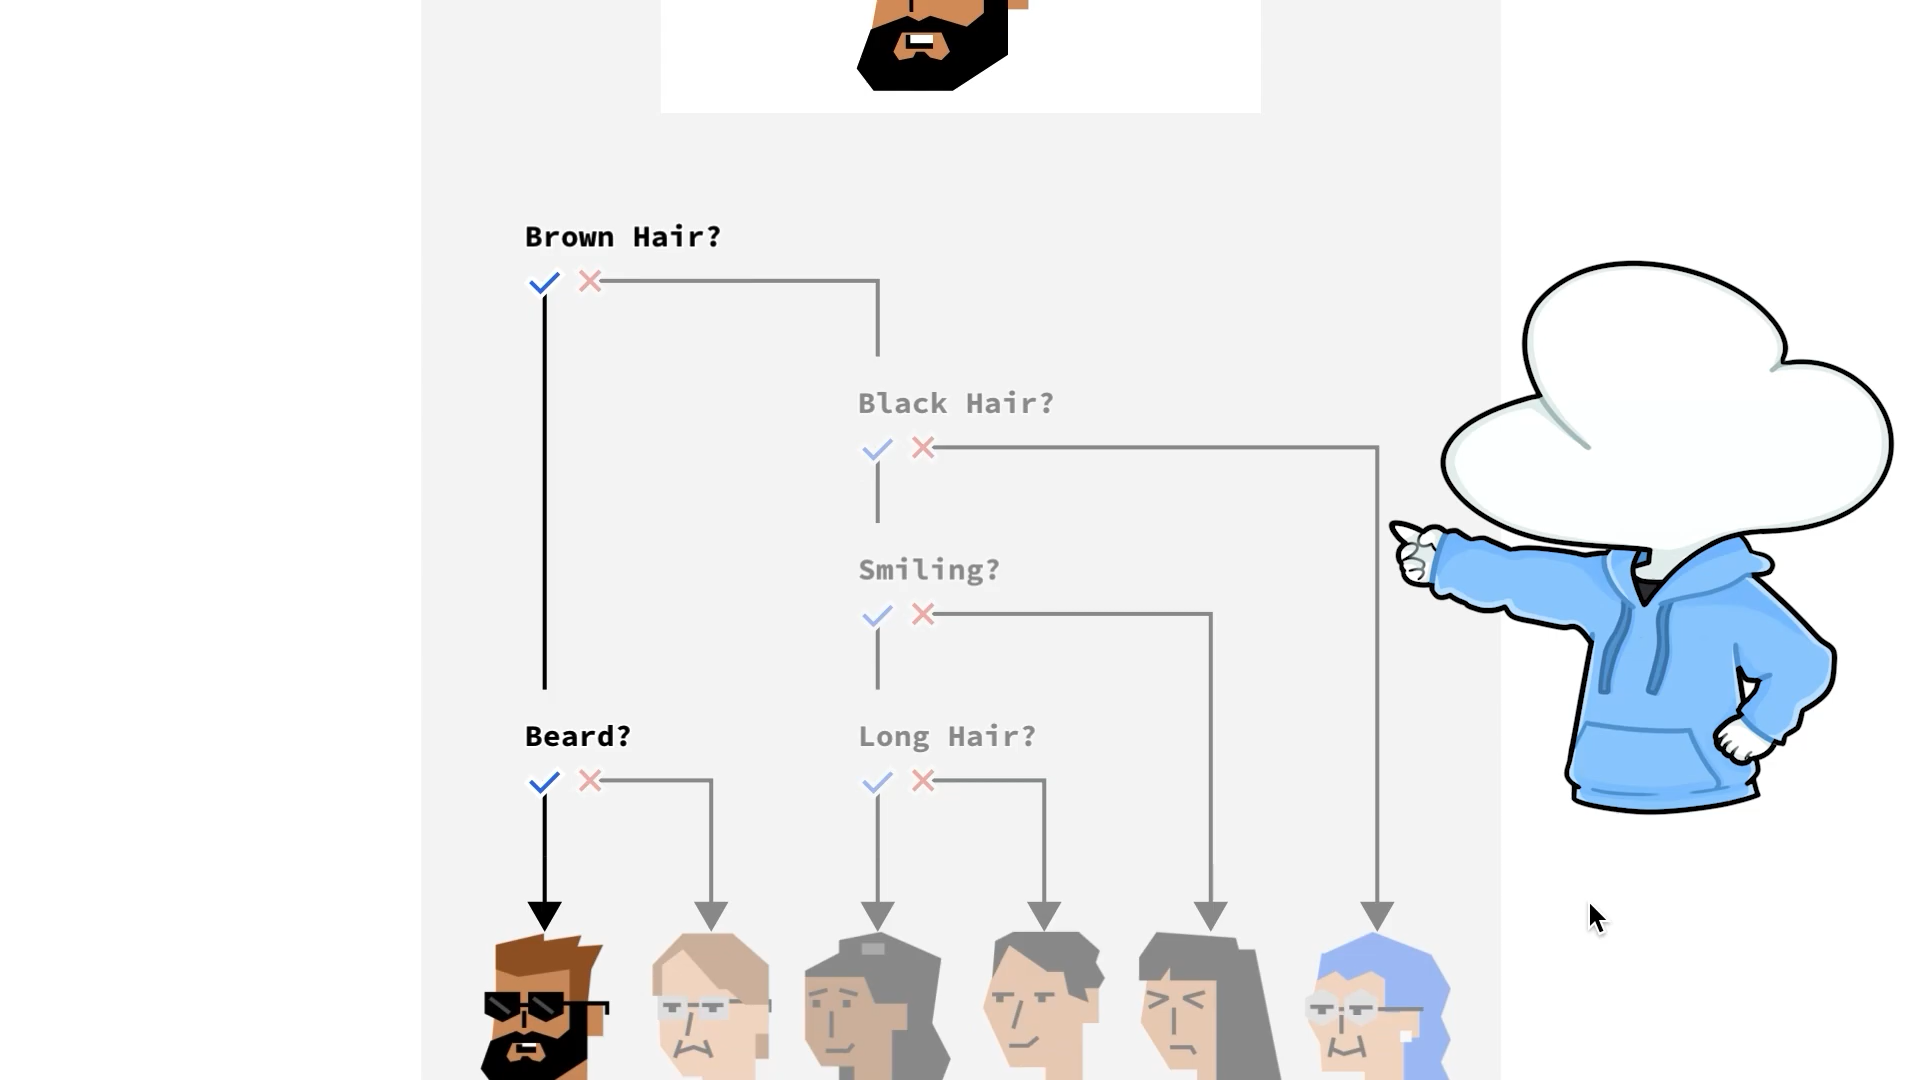 Brown Hair?
Black Hair?
Smiling?
Beard?
Long Hair?